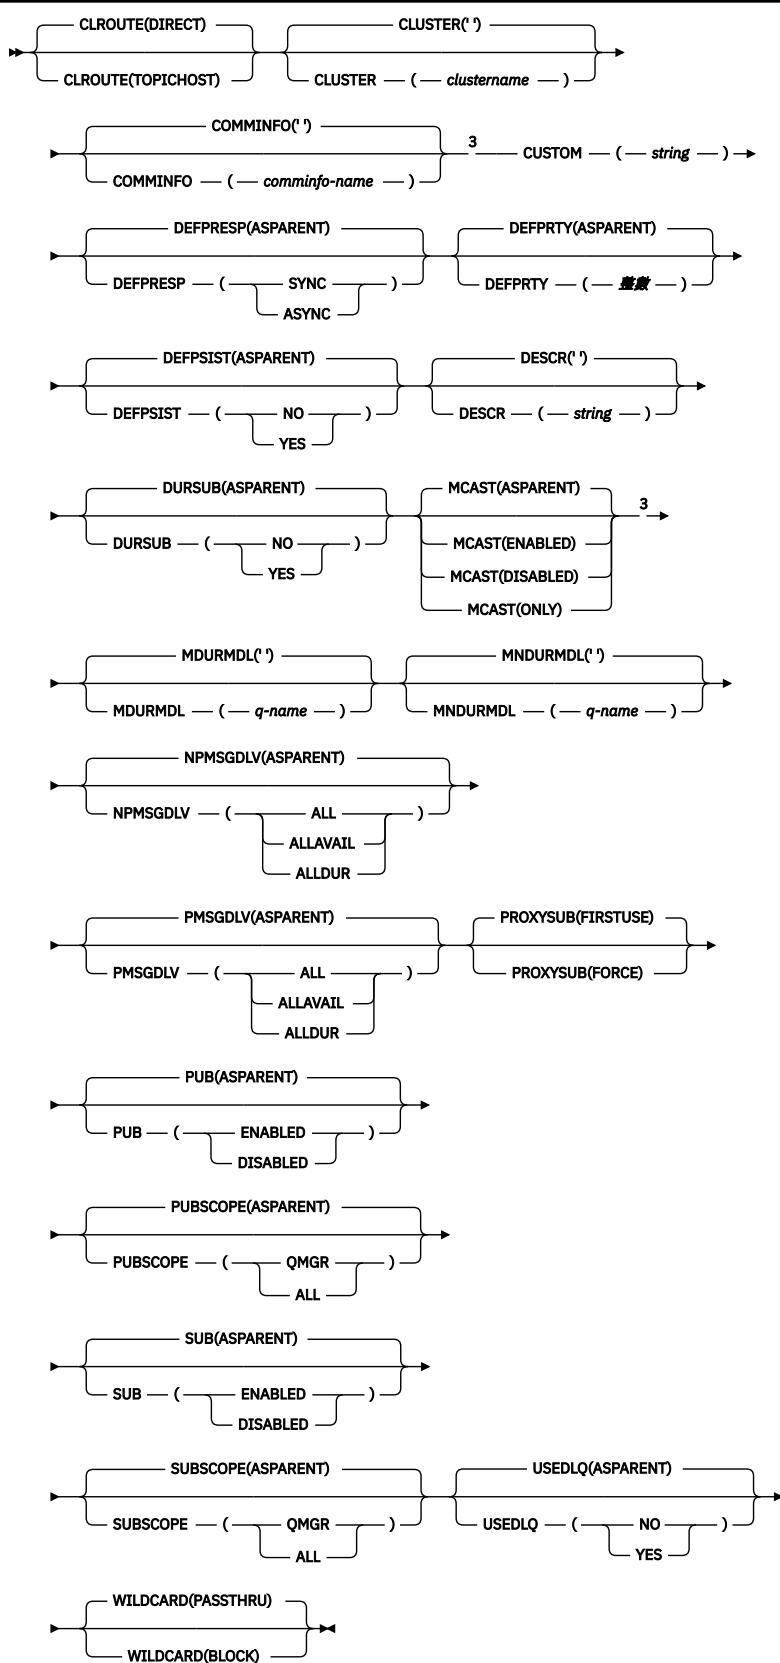 CLROUTE(DIRECT) CLUSTER(' ')
CLROUTE(TOPICHOST) CLUSTER ( clustername )
COMMINFO(' ') 3 CUSTOM ( string )
COMMINFO ( comminfo-name )
DEFPRESP(ASPARENT) DEFPRTY(ASPARENT)
DEFPRESP ( SYNC ) DEFPRTY ( 整數 )
ASYNC
DEFPSIST(ASPARENT) DESCR(' ')
DEFPSIST ( NO ) DESCR ( string )
YES
DURSUB(ASPARENT) MCAST(ASPARENT) 3
DURSUB ( NO ) MCAST(ENABLED)
YES MCAST(DISABLED)
MCAST(ONLY)
MDURMDL(' ') MNDURMDL(' ')
MDURMDL ( q-name ) MNDURMDL ( q-name )
NPMSGDLV(ASPARENT)
NPMSGDLV ( ALL )
ALLAVAIL
ALLDUR
PMSGDLV(ASPARENT) PROXYSUB(FIRSTUSE)
PMSGDLV ( ALL ) PROXYSUB(FORCE)
ALLAVAIL
ALLDUR
PUB(ASPARENT)
PUB ( ENABLED )
DISABLED
PUBSCOPE(ASPARENT)
PUBSCOPE ( QMGR )
ALL
SUB(ASPARENT)
SUB ( ENABLED )
DISABLED
SUBSCOPE(ASPARENT) USEDLQ(ASPARENT)
SUBSCOPE ( QMGR ) USEDLQ ( NO )
ALL YES
WILDCARD(PASSTHRU)
WILDCARD(BLOCK)